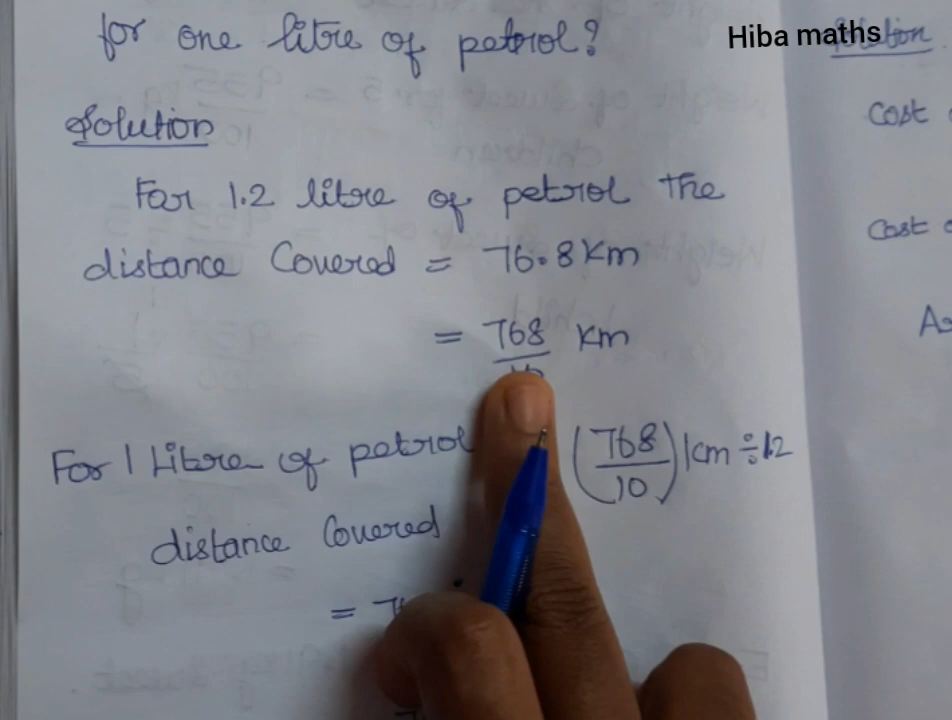 for one litre of petrol?
Hiba maths
Solution
For 1.2 litre of petrol the
distance Covered = 76.8 Km
= 768 Km
For 1 Litre of petrol (768/10) km ÷ 1.2
distance Covered
=
Cost
Cost